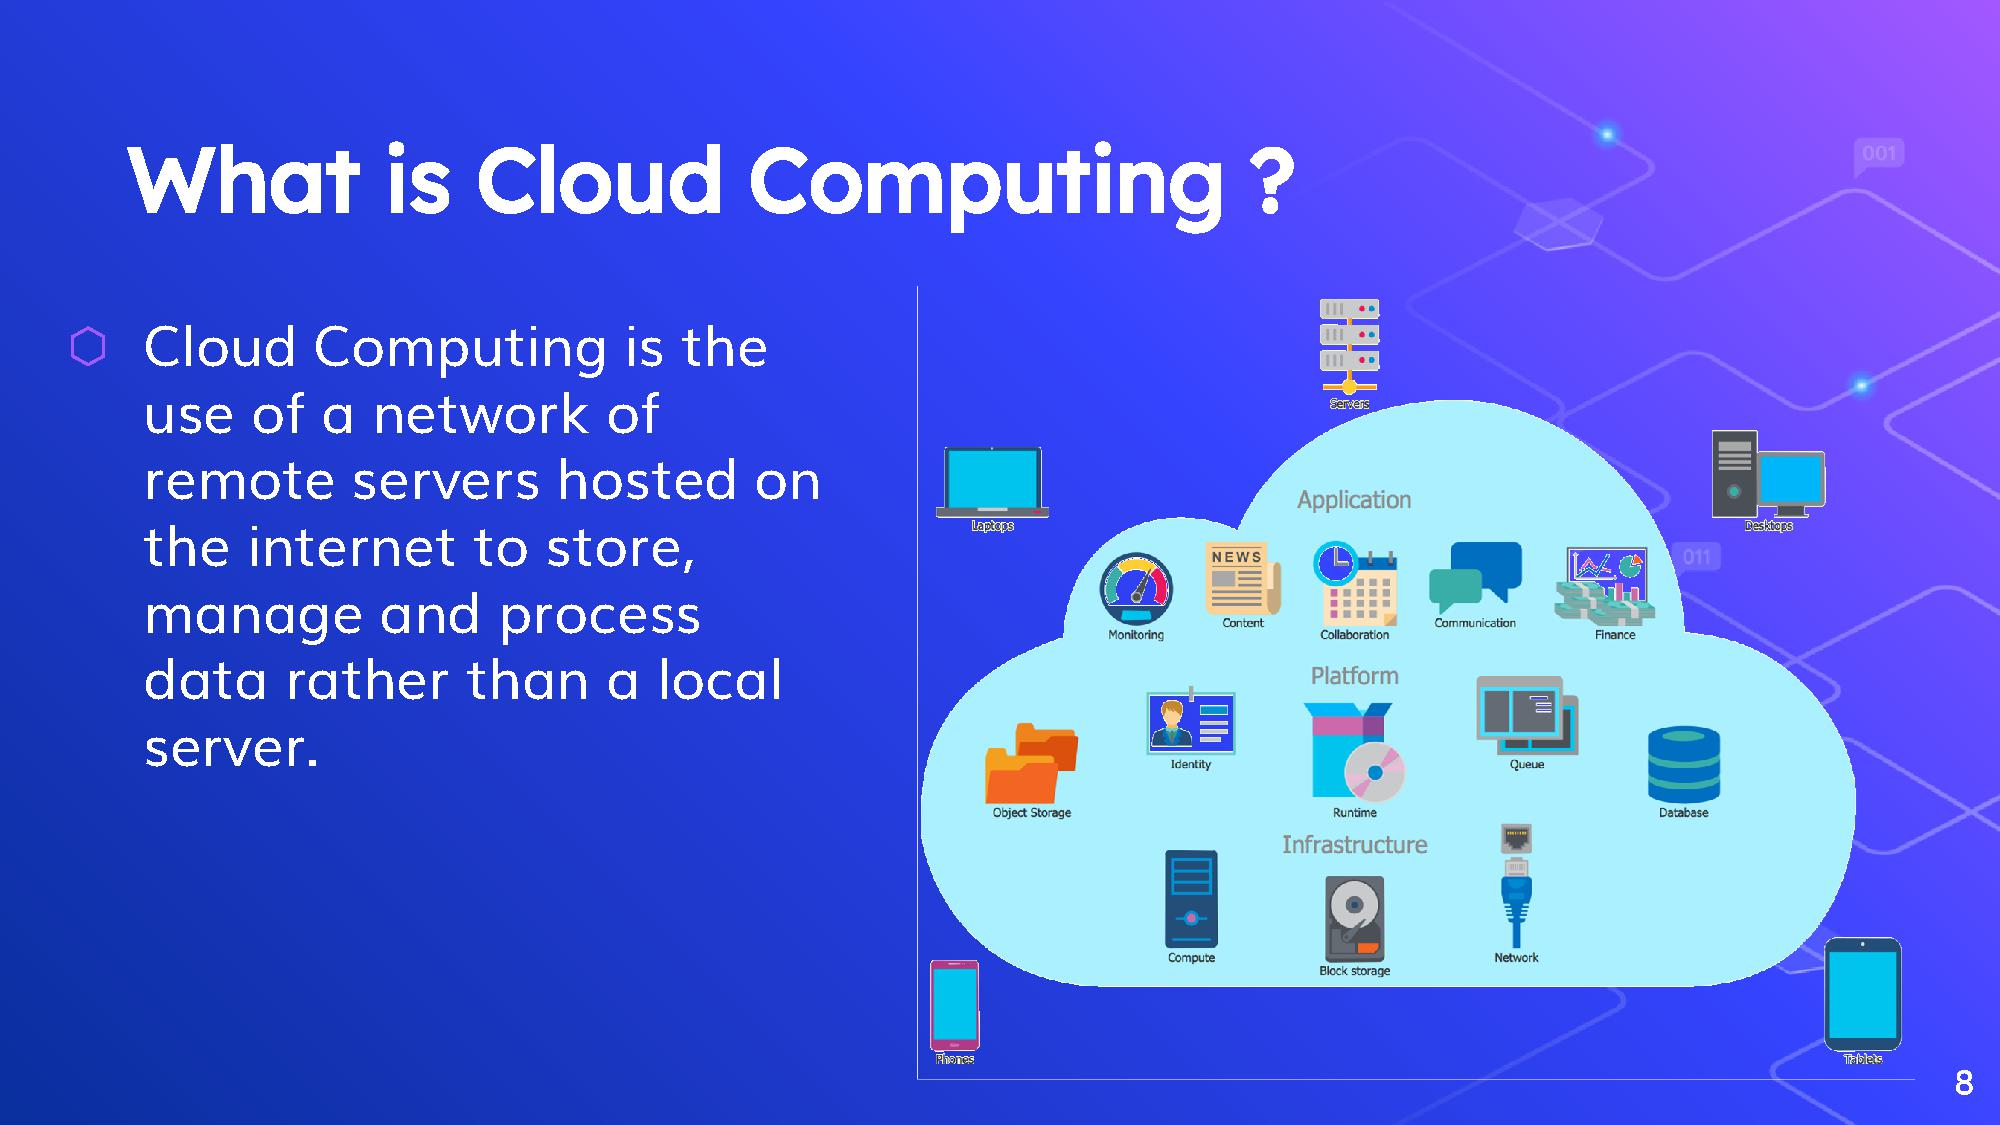 What is Cloud Computing ?
Cloud Computing is the
use of a network of
remote servers hosted on
the internet to store,
manage and process
data rather than a local
server.
001
Servers
Laptops
Desktops
011
Application
NEWS
Monitoring
Content
Collaboration
Communication
Finance
Platform
Identity
Queue
Object Storage
Runtime
Database
Infrastructure
Compute
Block storage
Network
Phones
Tablets
8